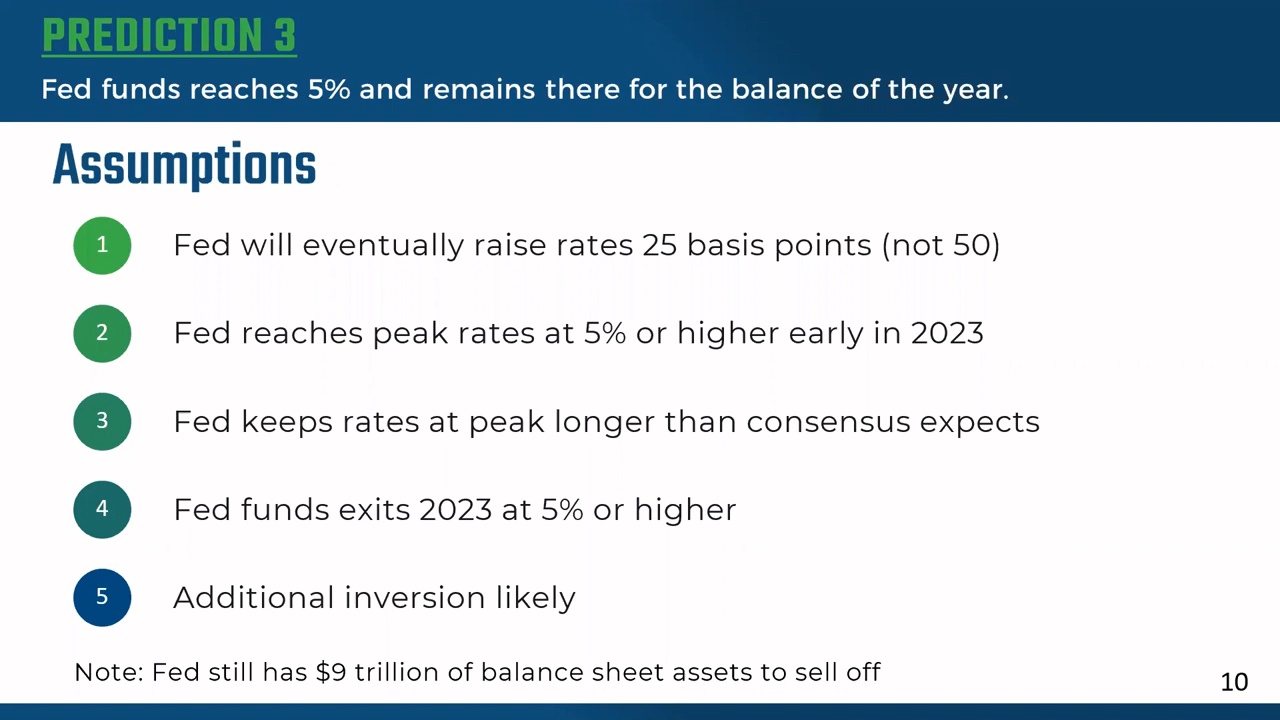 PREDICTION 3
Fed funds reaches 5% and remains there for the balance of the year.
Assumptions
1 Fed will eventually raise rates 25 basis points (not 50)
2 Fed reaches peak rates at 5% or higher early in 2023
3 Fed keeps rates at peak longer than consensus expects
4 Fed funds exits 2023 at 5% or higher
5 Additional inversion likely
Note: Fed still has $9 trillion of balance sheet assets to sell off
10